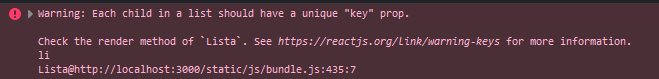 Warning: Each child in a list should have a unique "key" prop.
Check the render method of `Lista`. See https://reactjs.org/link/warning-keys for more information.
li
Lista@http://localhost:3000/static/js/bundle.js:435:7